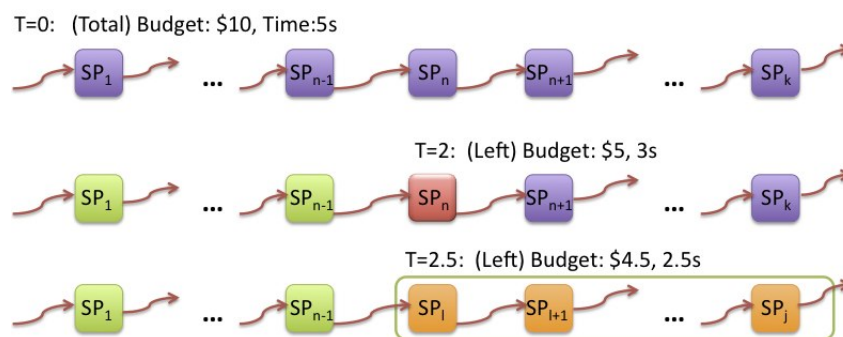 T=0: (Total) Budget: $10, Time:5s
SP1 ... SPn-1 SPn SPn+1 ... SPk
T=2: (Left) Budget: $5, 3s
SP1 ... SPn-1 SPn SPn+1 ... SPk
T=2.5: (Left) Budget: $4.5, 2.5s
SP1 ... SPn-1 SPl SPl+1 ... SPj